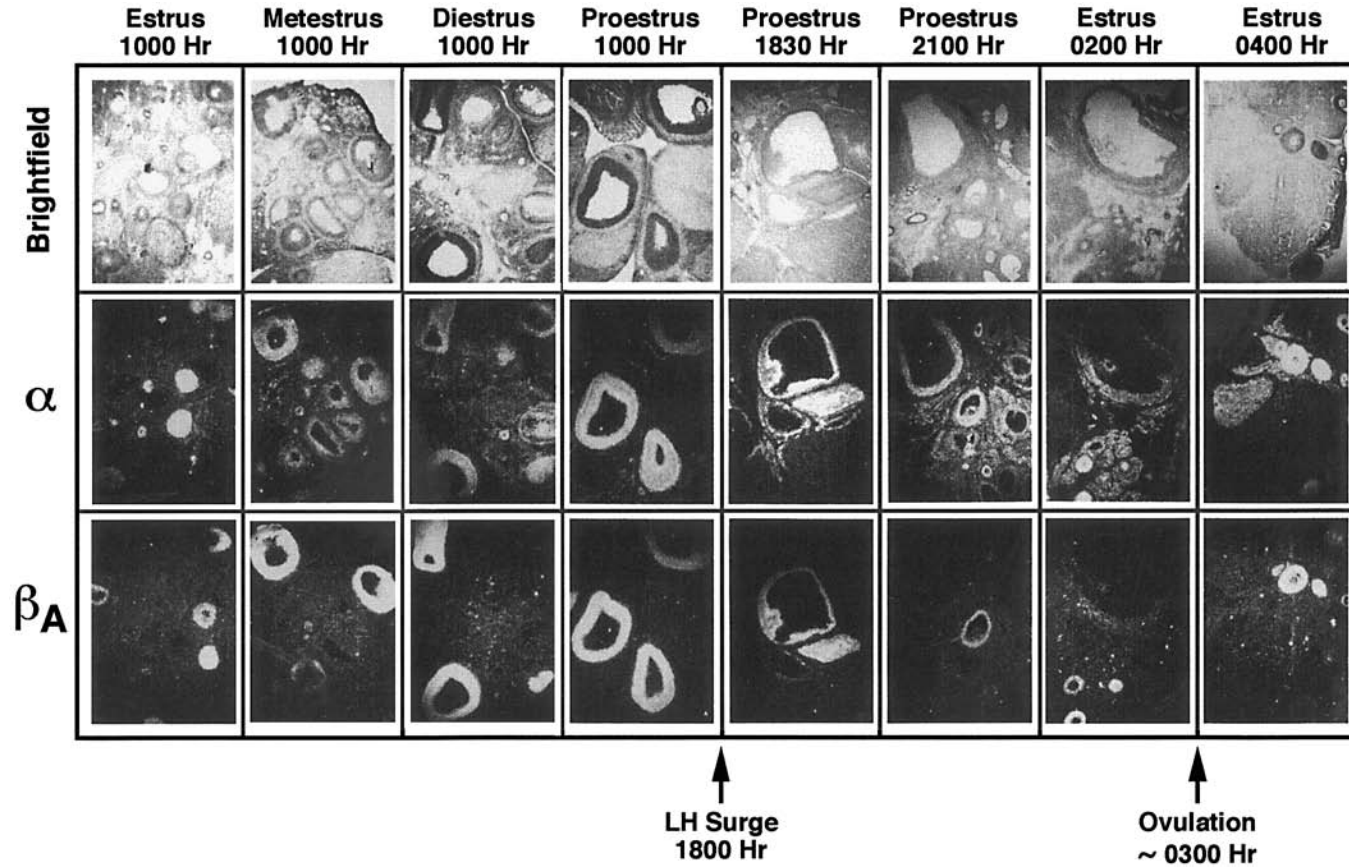 Estrus 1000 Hr
Metestrus 1000 Hr
Diestrus 1000 Hr
Proestrus 1000 Hr
Proestrus 1830 Hr
Proestrus 2100 Hr
Estrus 0200 Hr
Estrus 0400 Hr
Brightfield
α
βA
LH Surge
1800 Hr
Ovulation
~ 0300 Hr